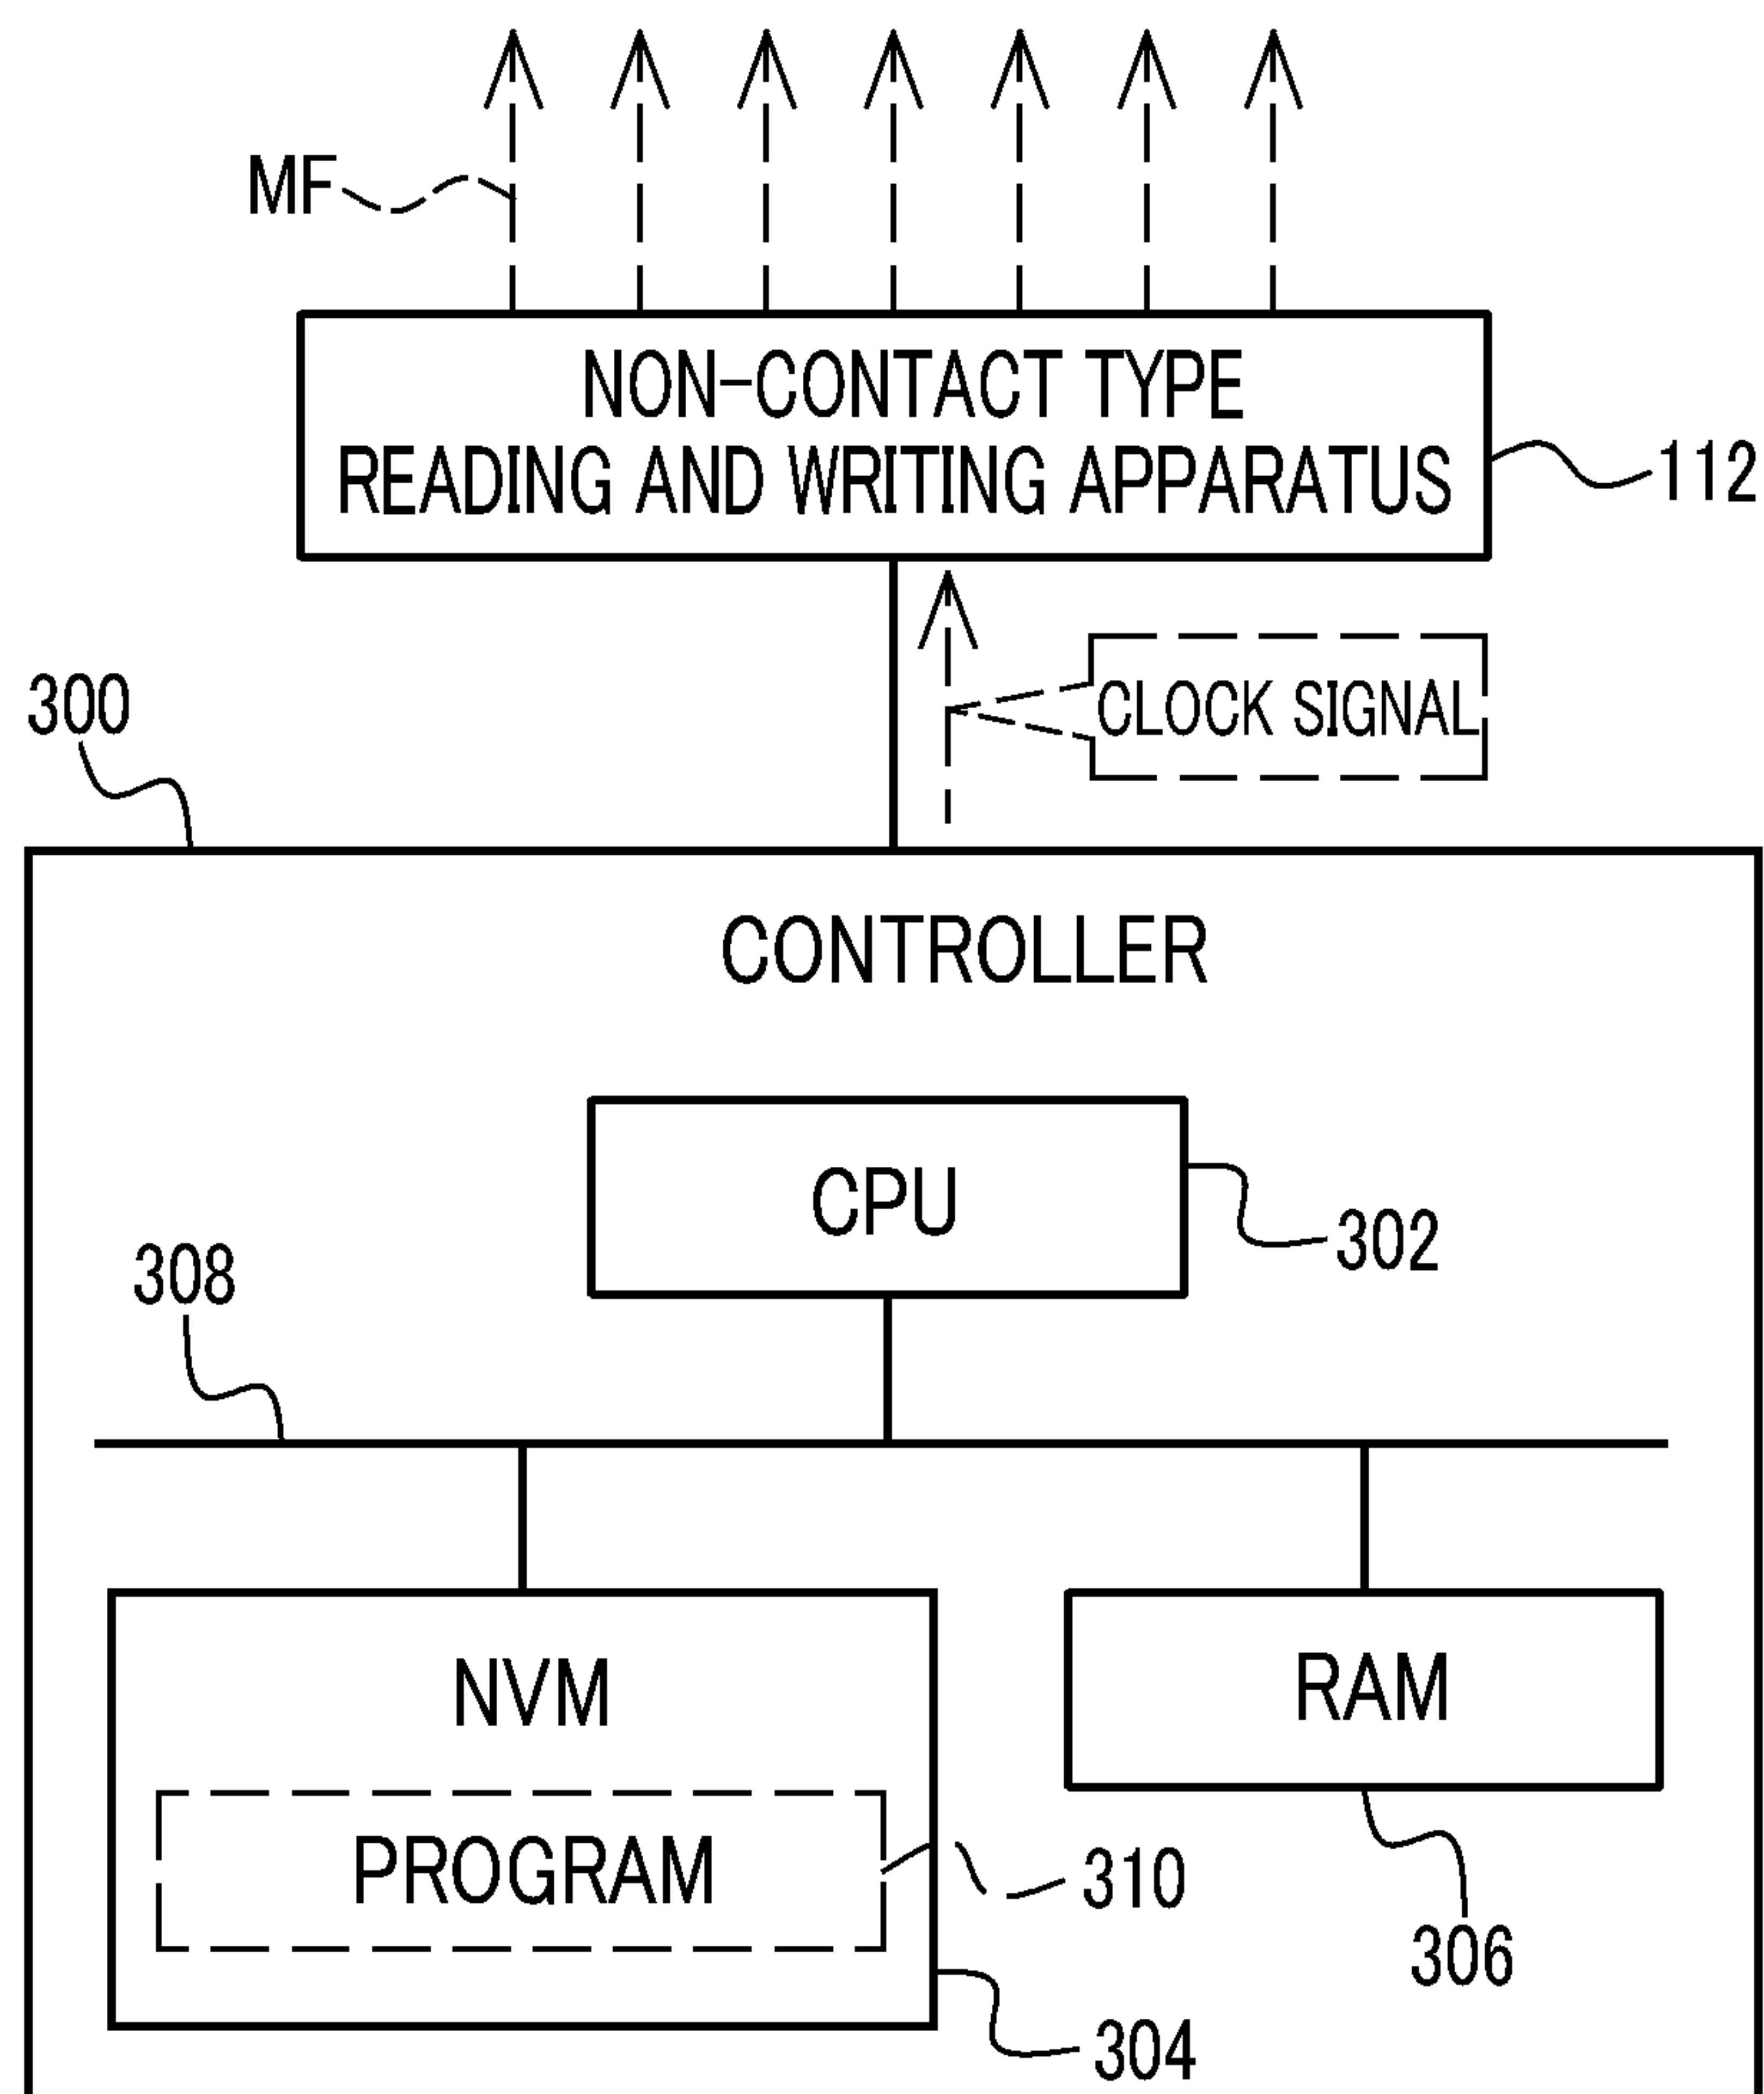 MF
NON-CONTACT TYPE
READING AND WRITING APPARATUS
112
CLOCK SIGNAL
300
CONTROLLER
CPU
302
308
NVM
RAM
PROGRAM
310
306
304